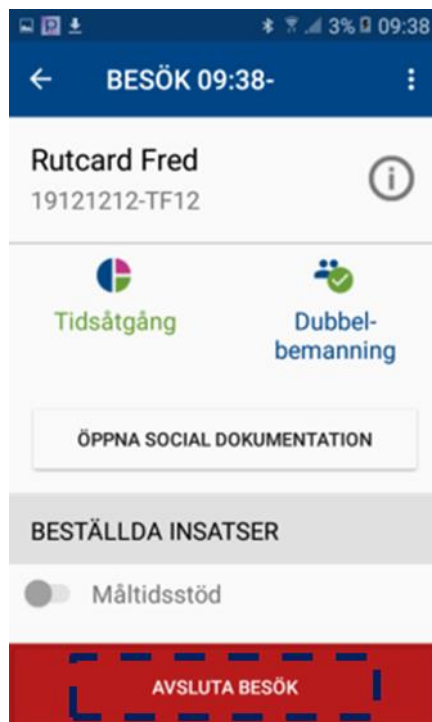 3% 09:38
BESÖK 09:38-
Rutcard Fred
19121212-TF12
Tidsåtgång
Dubbel-
bemanning
ÖPPNA SOCIAL DOKUMENTATION
BESTÄLLDA INSATSER
Måltidsstöd
AVSLUTA BESÖK